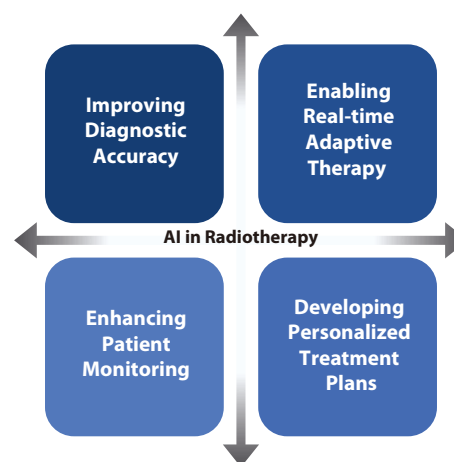 Improving
Diagnostic
Accuracy
Enabling
Real-time
Adaptive
Therapy
AI in Radiotherapy
Enhancing
Patient
Monitoring
Developing
Personalized
Treatment
Plans